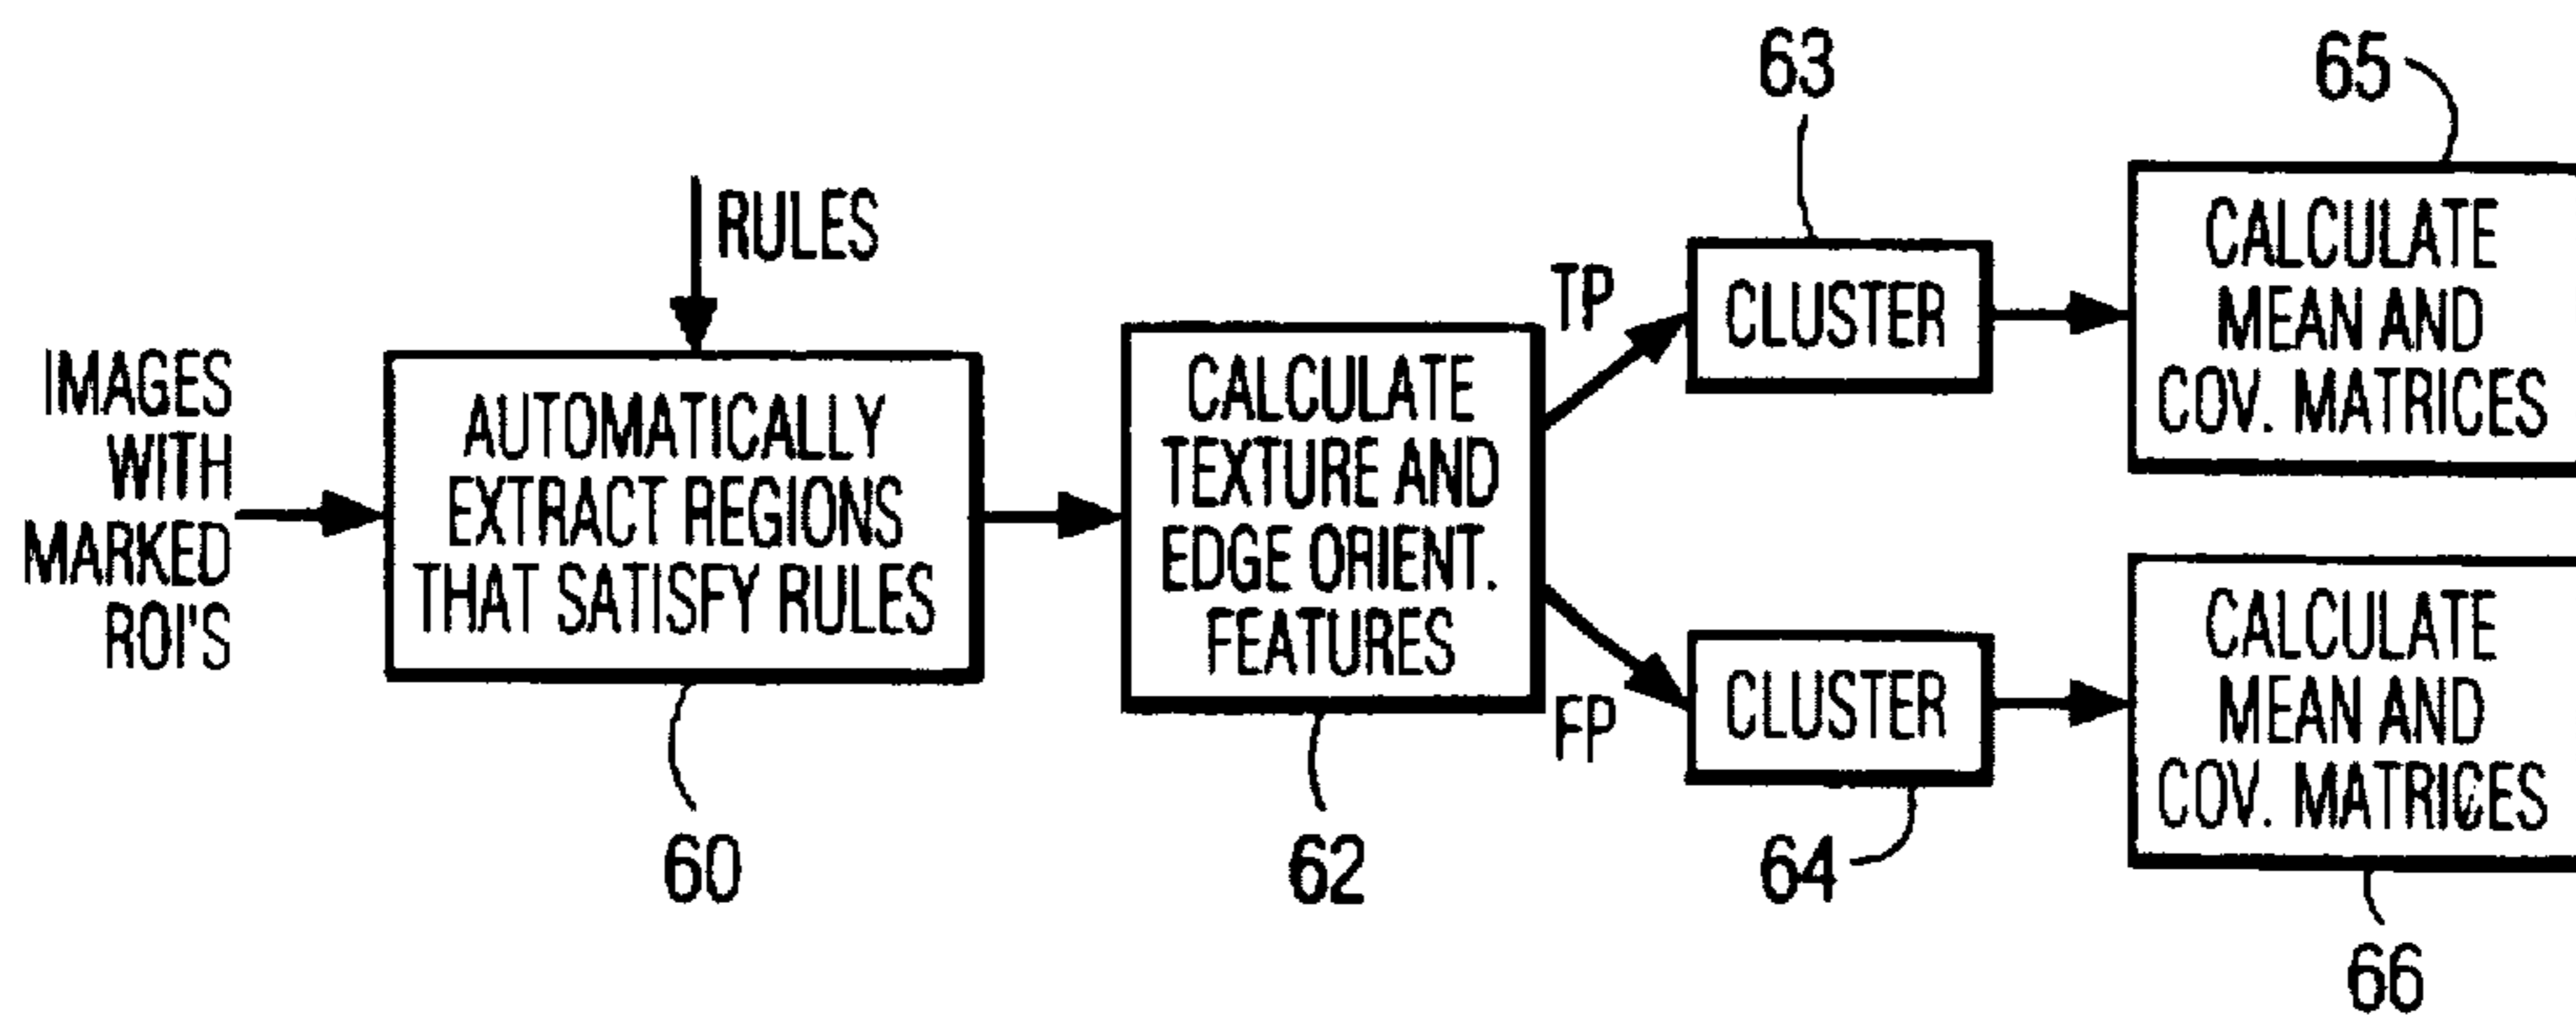 IMAGES
WITH
MARKED
ROI'S
RULES
AUTOMATICALLY
EXTRACT REGIONS
THAT SATISFY RULES
60
CALCULATE
TEXTURE AND
EDGE ORIENT.
FEATURES
62
TP
63
CLUSTER
65
CALCULATE
MEAN AND
COV. MATRICES
FP
CLUSTER
64
CALCULATE
MEAN AND
COV. MATRICES
66